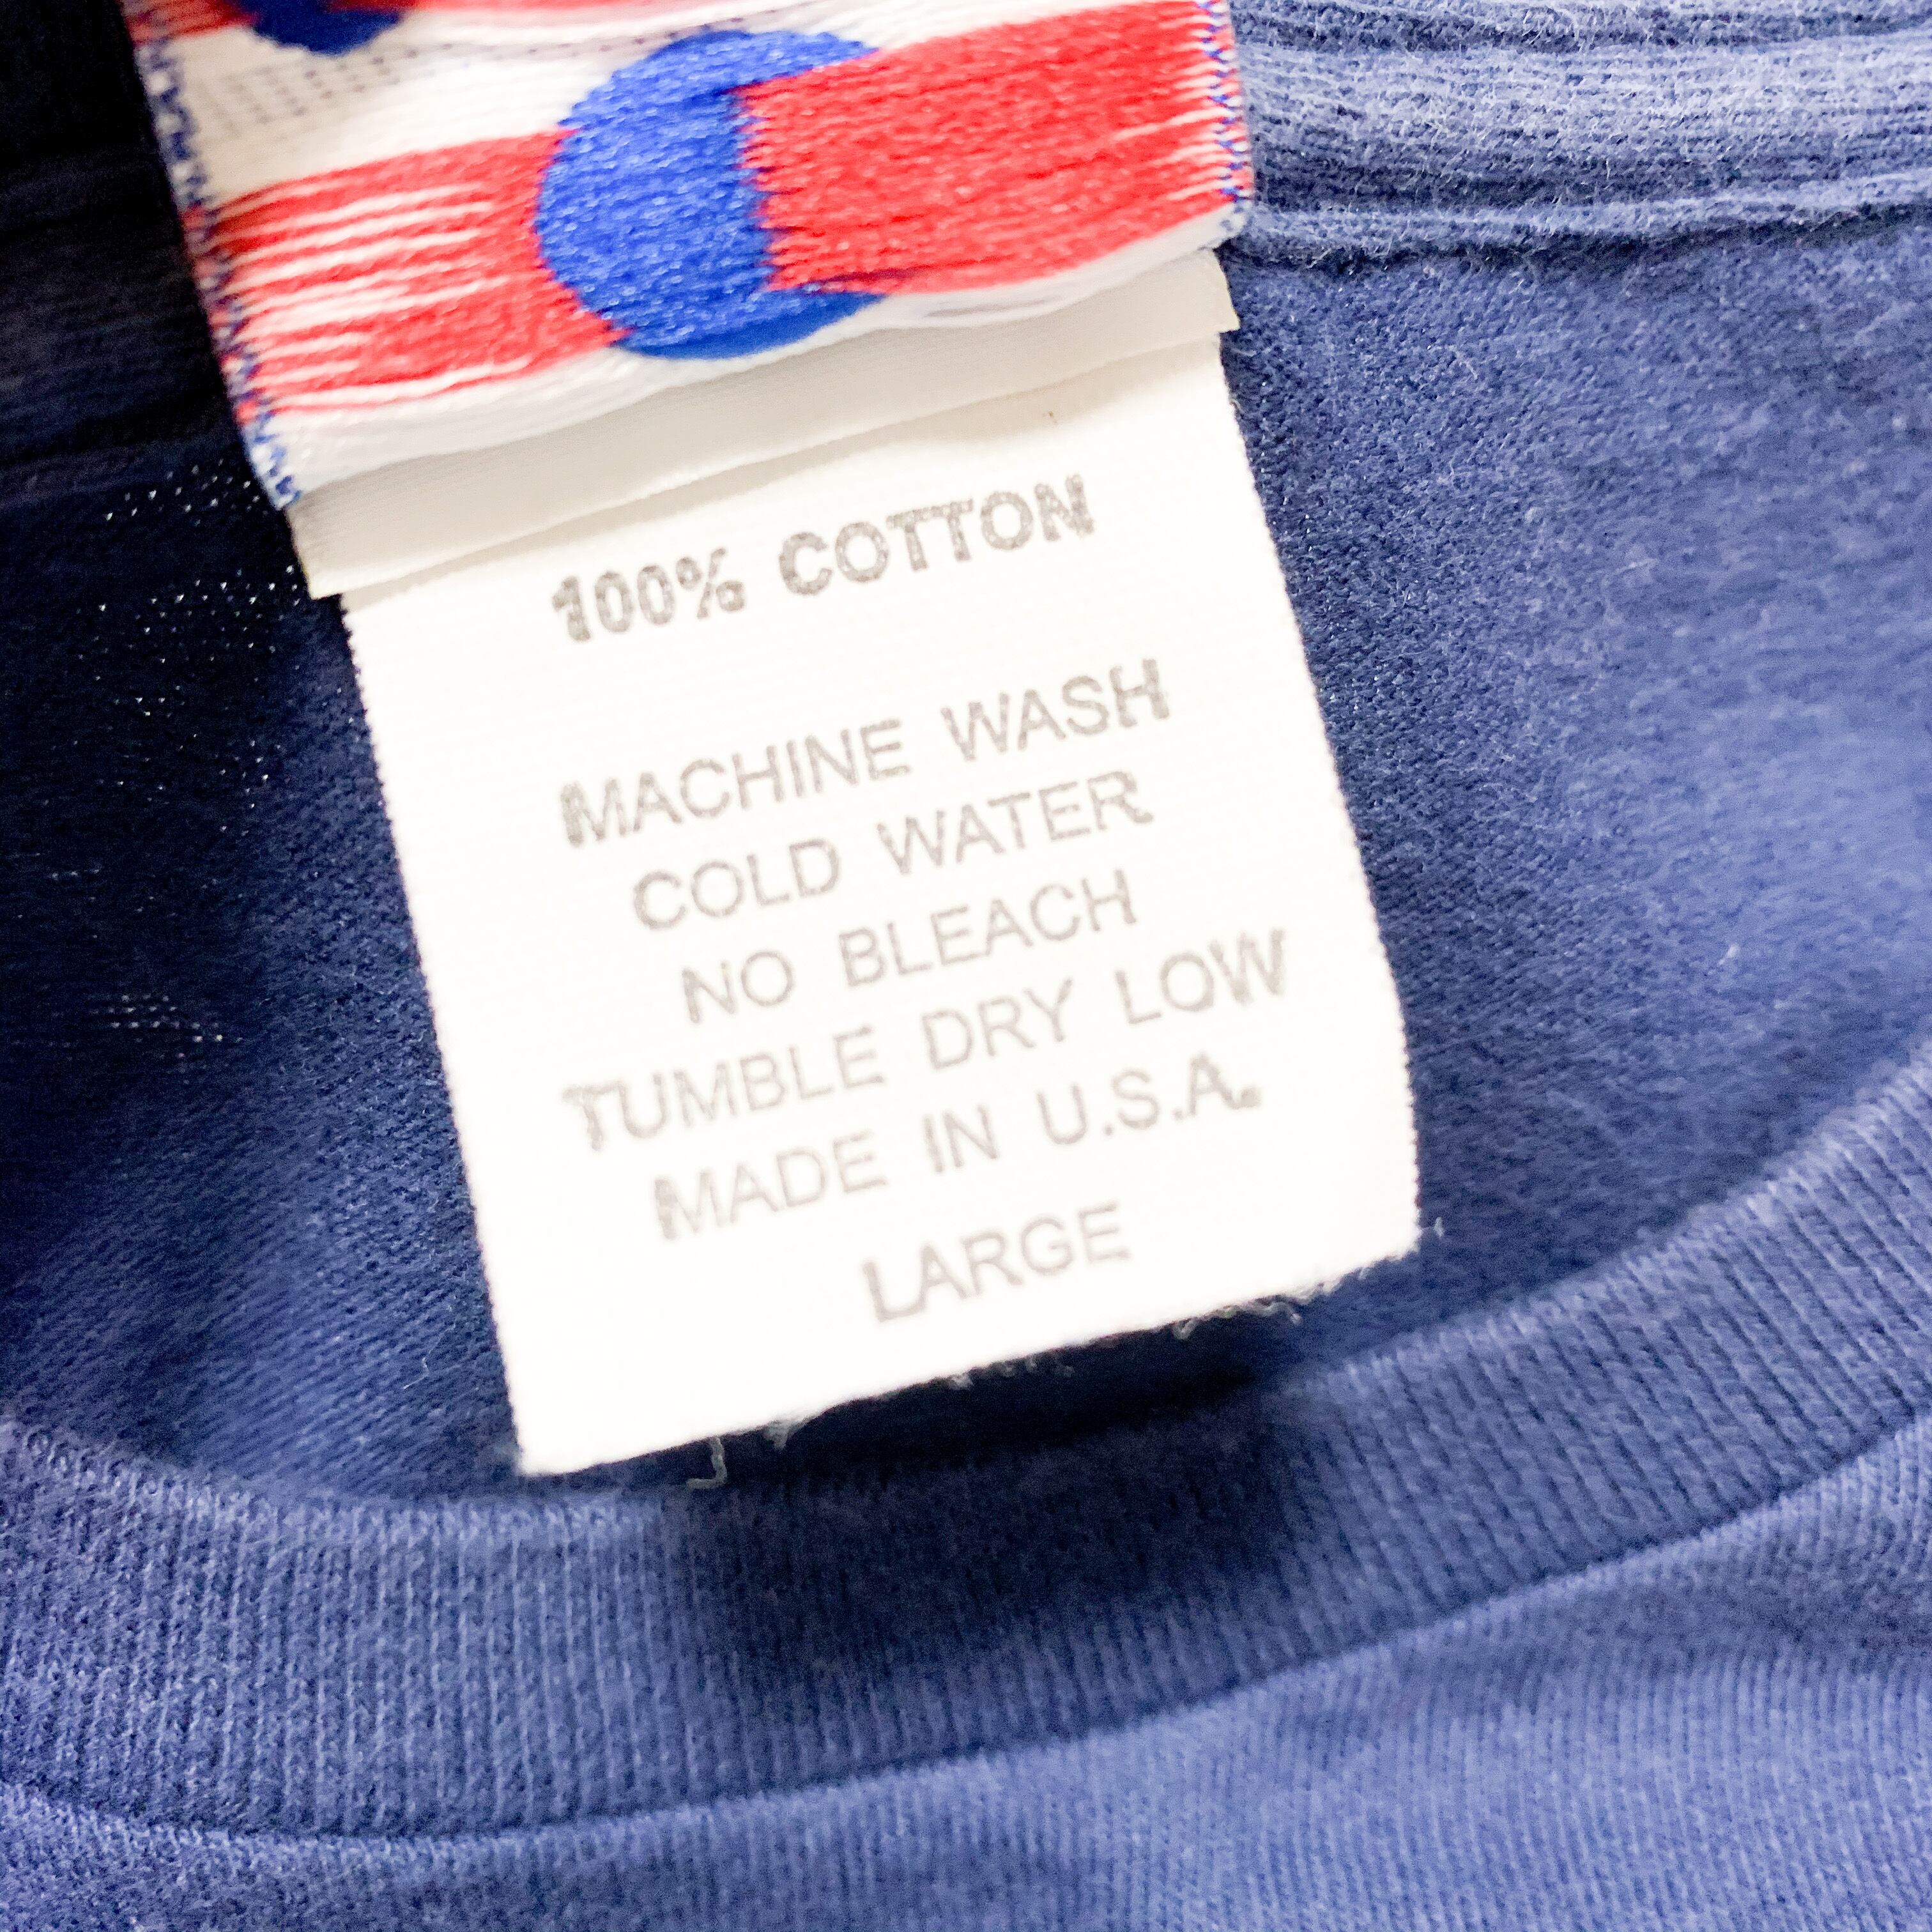 100% COTTON
MACHINE WASH
COLD WATER
NO BLEACH
TUMBLE DRY LOW
MADE IN U.S.A.
LARGE